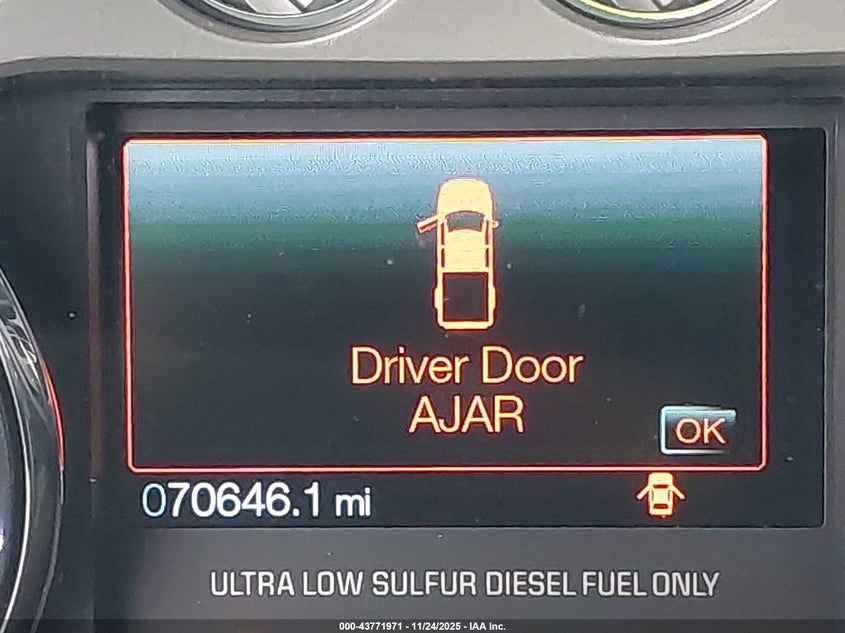 Driver Door
AJAR
OK
070646.1 mi
ULTRA LOW SULFUR DIESEL FUEL ONLY
000-43771971 - 11/24/2025 - IAA Inc.